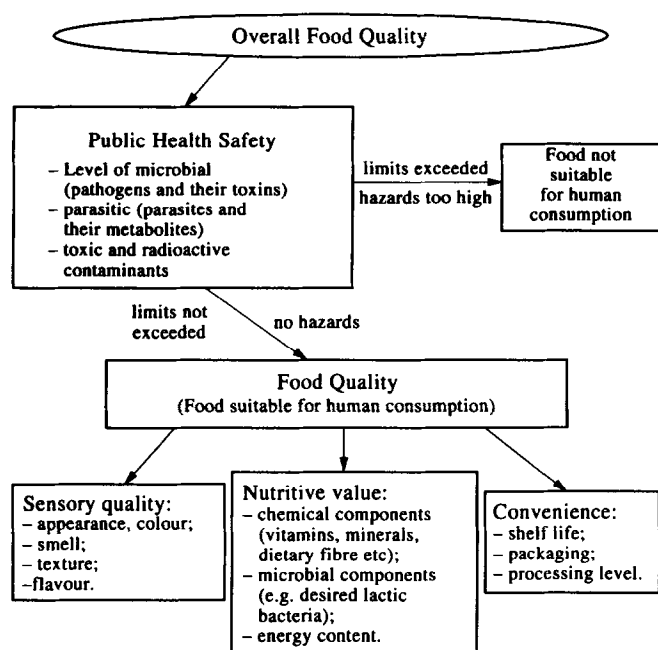 Overall Food Quality
Public Health Safety
– Level of microbial
(pathogens and their toxins)
– parasitic (parasites and
their metabolites)
– toxic and radioactive
contaminants
limits exceeded
hazards too high
Food not
suitable
for human
consumption
limits not
exceeded
no hazards
Food Quality
(Food suitable for human consumption)
Sensory quality:
– appearance, colour;
– smell;
– texture;
–flavour.
Nutritive value:
– chemical components
(vitamins, minerals,
dietary fibre etc);
– microbial components
(e.g. desired lactic
bacteria);
– energy content.
Convenience:
– shelf life;
– packaging;
– processing level.